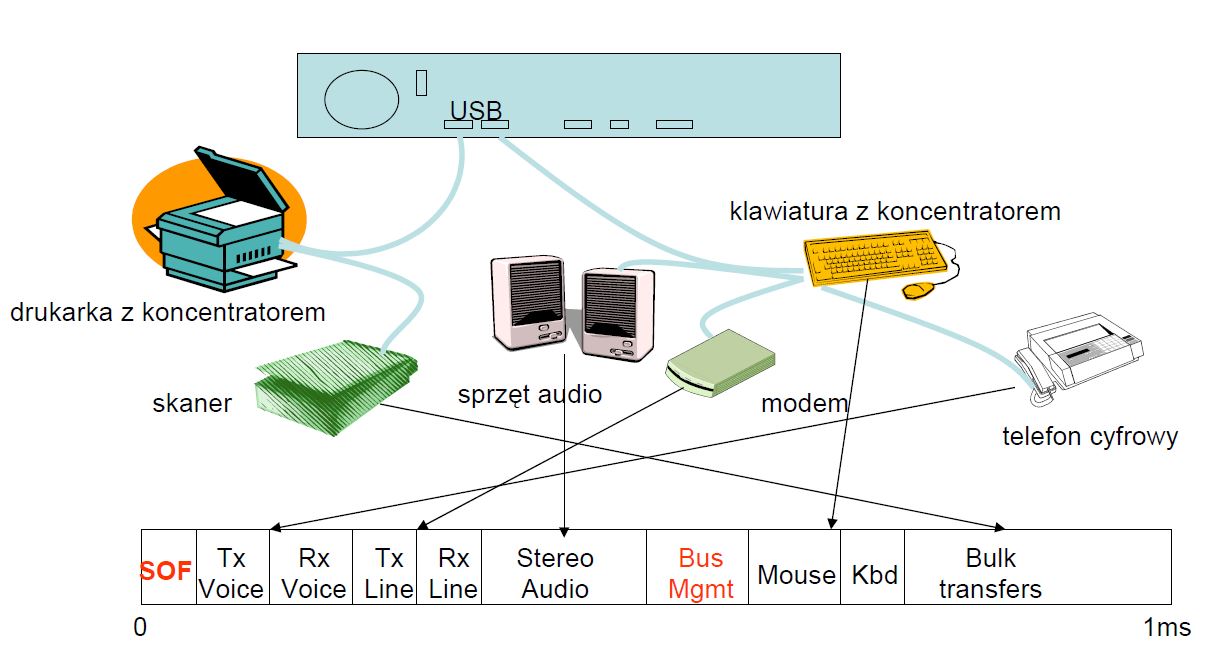 USB
klawiatura z koncentratorem
drukarka z koncentratorem
skaner
sprzęt audio
modem
telefon cyfrowy
SOF
Tx
Voice
Rx
Voice
Tx
Line
Rx
Line
Stereo
Audio
Bus
Mgmt
Mouse
Kbd
Bulk
transfers
0
1ms